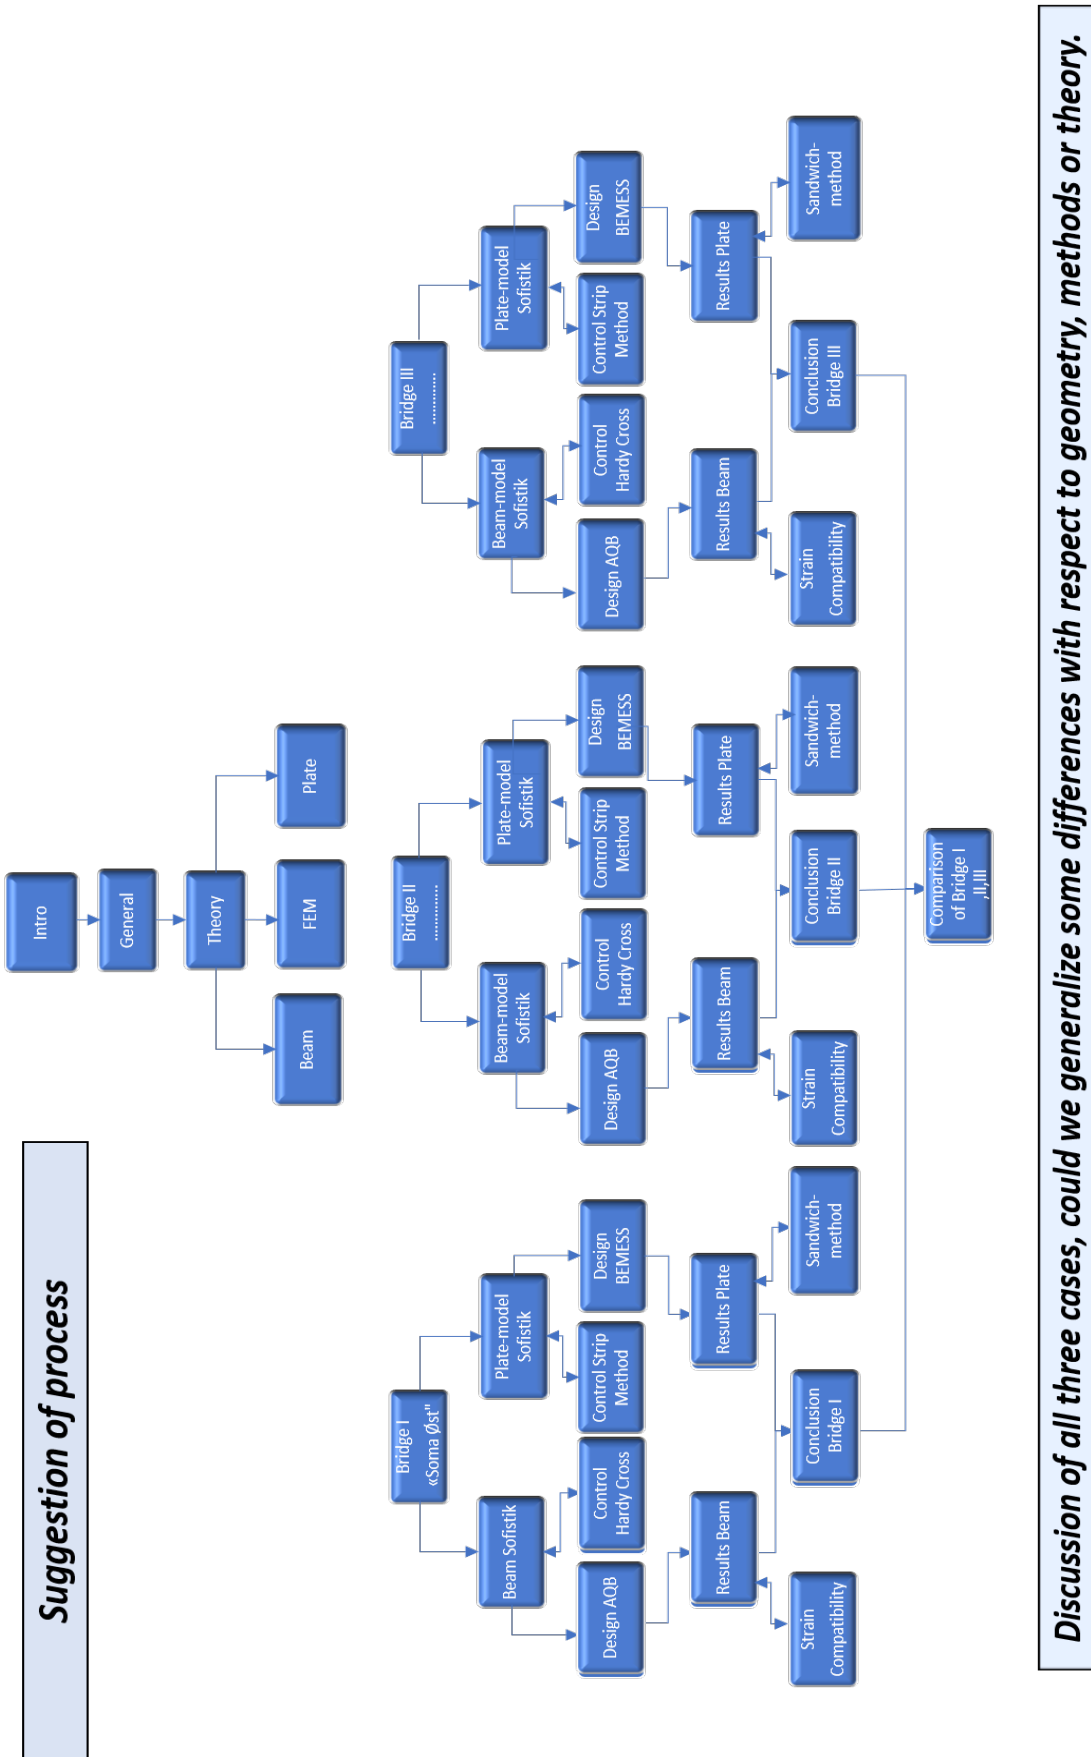 Suggestion of process
Intro
General
Theory
Beam
FEM
Plate
Bridge I
«Soma Øst"
Beam Sofistik
Plate-model
Sofistik
Design AQB
Control
Hardy Cross
Control Strip
Method
Design
BEMESS
Results Beam
Results Plate
Strain
Compatibility
Conclusion
Bridge I
Sandwich-
method
Bridge II
..............
Beam-model
Sofistik
Plate-model
Sofistik
Design AQB
Control
Hardy Cross
Control Strip
Method
Design
BEMESS
Results Beam
Results Plate
Strain
Compatibility
Conclusion
Bridge II
Sandwich-
method
Bridge III
..............
Beam-model
Sofistik
Plate-model
Sofistik
Design AQB
Control
Hardy Cross
Control Strip
Method
Design
BEMESS
Results Beam
Results Plate
Strain
Compatibility
Conclusion
Bridge III
Sandwich-
method
Comparison
of Bridge I
,II,III
Discussion of all three cases, could we generalize some differences with respect to geometry, methods or theory.